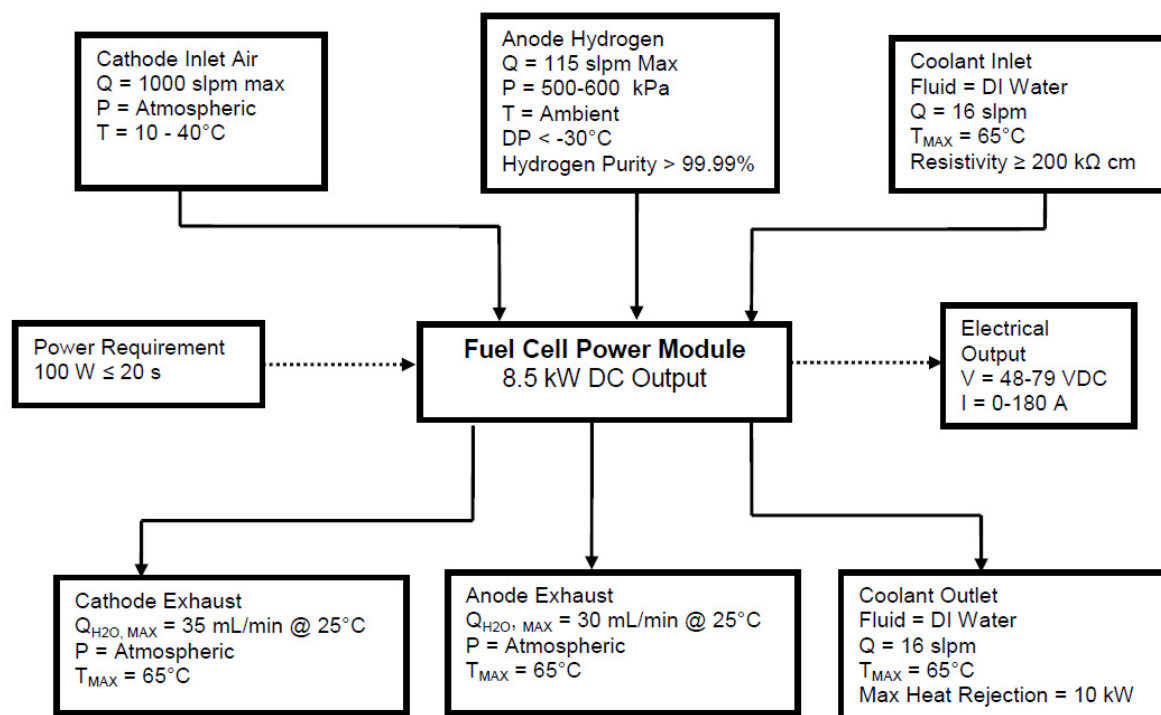 Cathode Inlet Air
Q = 1000 slpm max
P = Atmospheric
T = 10 - 40°C
Anode Hydrogen
Q = 115 slpm Max
P = 500-600 kPa
T = Ambient
DP < -30°C
Hydrogen Purity > 99.99%
Coolant Inlet
Fluid = DI Water
Q = 16 slpm
TMAX = 65°C
Resistivity ≥ 200 kΩ cm
Power Requirement
100 W ≤ 20 s
Fuel Cell Power Module
8.5 kW DC Output
Electrical
Output
V = 48-79 VDC
I = 0-180 A
Cathode Exhaust
QH2O, MAX = 35 mL/min @ 25°C
P = Atmospheric
TMAX = 65°C
Anode Exhaust
QH2O, MAX = 30 mL/min @ 25°C
P = Atmospheric
TMAX = 65°C
Coolant Outlet
Fluid = DI Water
Q = 16 slpm
TMAX = 65°C
Max Heat Rejection = 10 kW